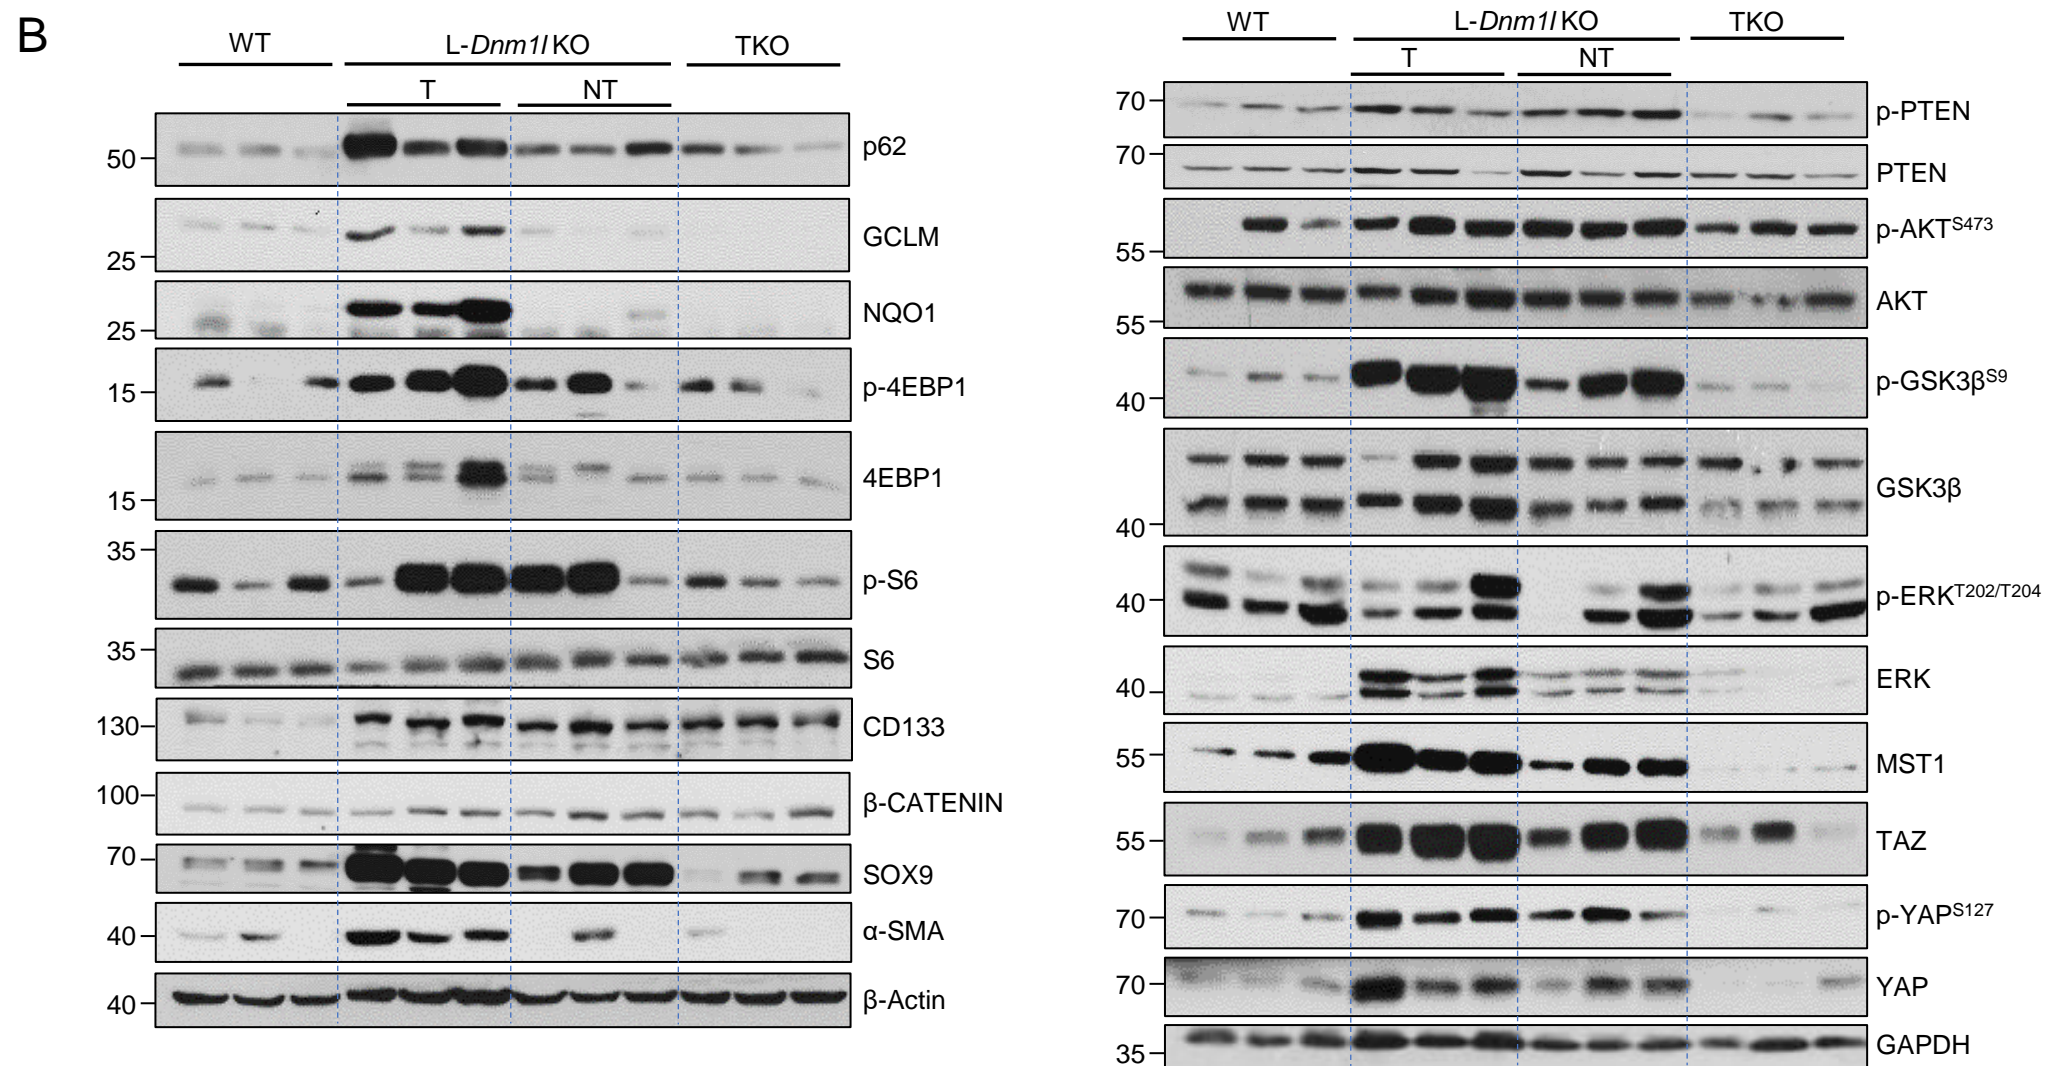 B
WT L-Dnm1l KO TKO
T NT
50 p62
25 GCLM
25 NQO1
15 p-4EBP1
15 4EBP1
35 p-S6
35 S6
130 CD133
100 β-CATENIN
70 SOX9
40 α-SMA
40 β-Actin
WT L-Dnm1l KO TKO
T NT
70 p-PTEN
70 PTEN
55 p-AKTS473
55 AKT
40 p-GSK3βS9
40 GSK3β
40 p-ERKT202/T204
40 ERK
55 MST1
55 TAZ
70 p-YAPS127
70 YAP
35 GAPDH